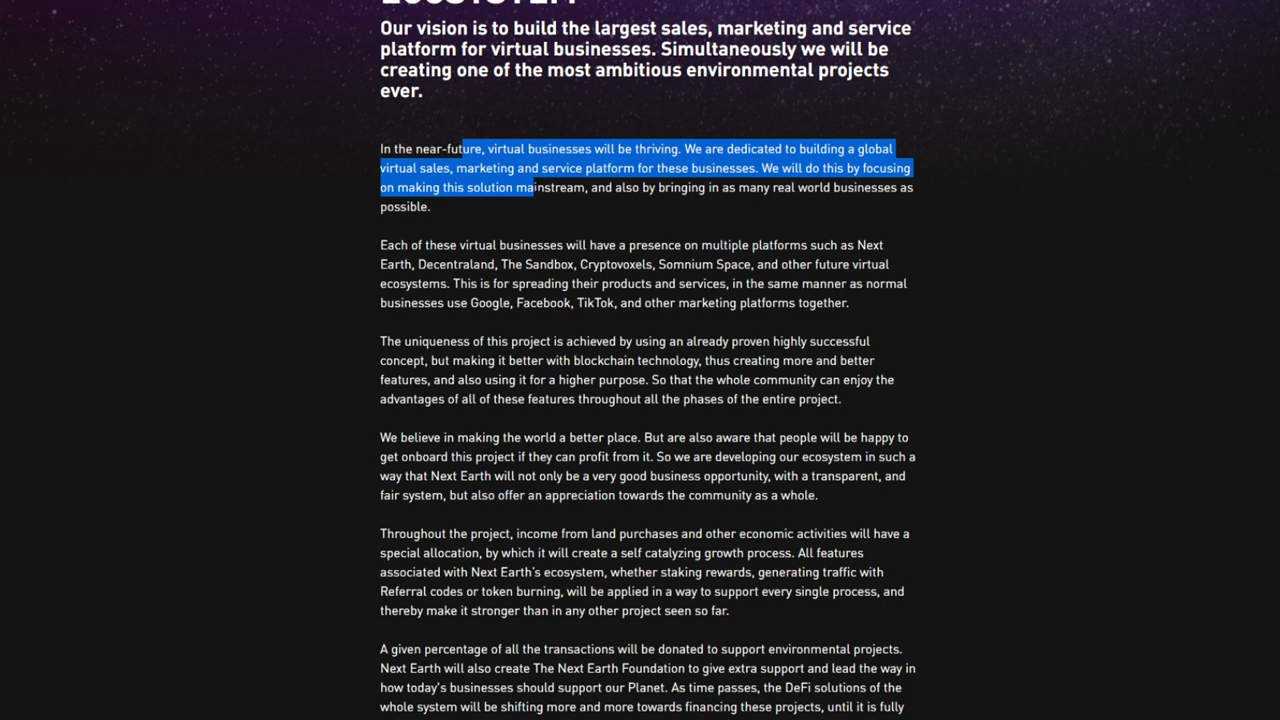 ECOSYSTEM
Our vision is to build the largest sales, marketing and service
platform for virtual businesses. Simultaneously we will be
creating one of the most ambitious environmental projects
ever.
In the near-future, virtual businesses will be thriving. We are dedicated to building a global
virtual sales, marketing and service platform for these businesses. We will do this by focusing
on making this solution mainstream, and also by bringing in as many real world businesses as
possible.
Each of these virtual businesses will have a presence on multiple platforms such as Next
Earth, Decentraland, The Sandbox, Cryptovoxels, Somnium Space, and other future virtual
ecosystems. This is for spreading their products and services, in the same manner as normal
businesses use Google, Facebook, TikTok, and other marketing platforms together.
The uniqueness of this project is achieved by using an already proven highly successful
concept, but making it better with blockchain technology, thus creating more and better
features, and also using it for a higher purpose. So that the whole community can enjoy the
advantages of all of these features throughout all the phases of the entire project.
We believe in making the world a better place. But are also aware that people will be happy to
get onboard this project if they can profit from it. So we are developing our ecosystem in such a
way that Next Earth will not only be a very good business opportunity, with a transparent, and
fair system, but also offer an appreciation towards the community as a whole.
Throughout the project, income from land purchases and other economic activities will have a
special allocation, by which it will create a self catalyzing growth process. All features
associated with Next Earth's ecosystem, whether staking rewards, generating traffic with
Referral codes or token burning, will be applied in a way to support every single process, and
thereby make it stronger than in any other project seen so far.
A given percentage of all the transactions will be donated to support environmental projects.
Next Earth will also create The Next Earth Foundation to give extra support and lead the way in
how today's businesses should support our Planet. As time passes, the DeFi solutions of the
whole system will be shifting more and more towards financing these projects, until it is fully